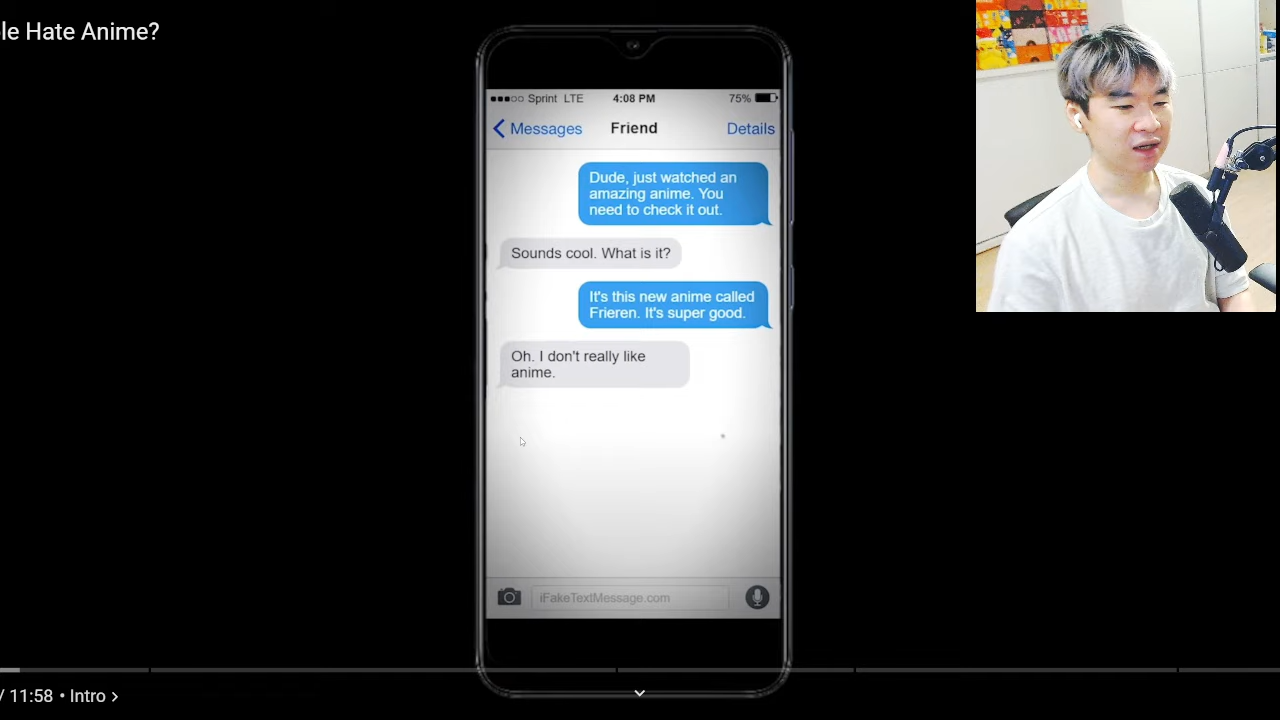 le Hate Anime?
Sprint LTE 4:08 PM 75%
Messages Friend Details
Dude, just watched an
amazing anime. You
need to check it out.
Sounds cool. What is it?
It's this new anime called
Frieren. It's super good.
Oh. I don't really like
anime.
iFakeTextMessage.com
/ 11:58 • Intro >